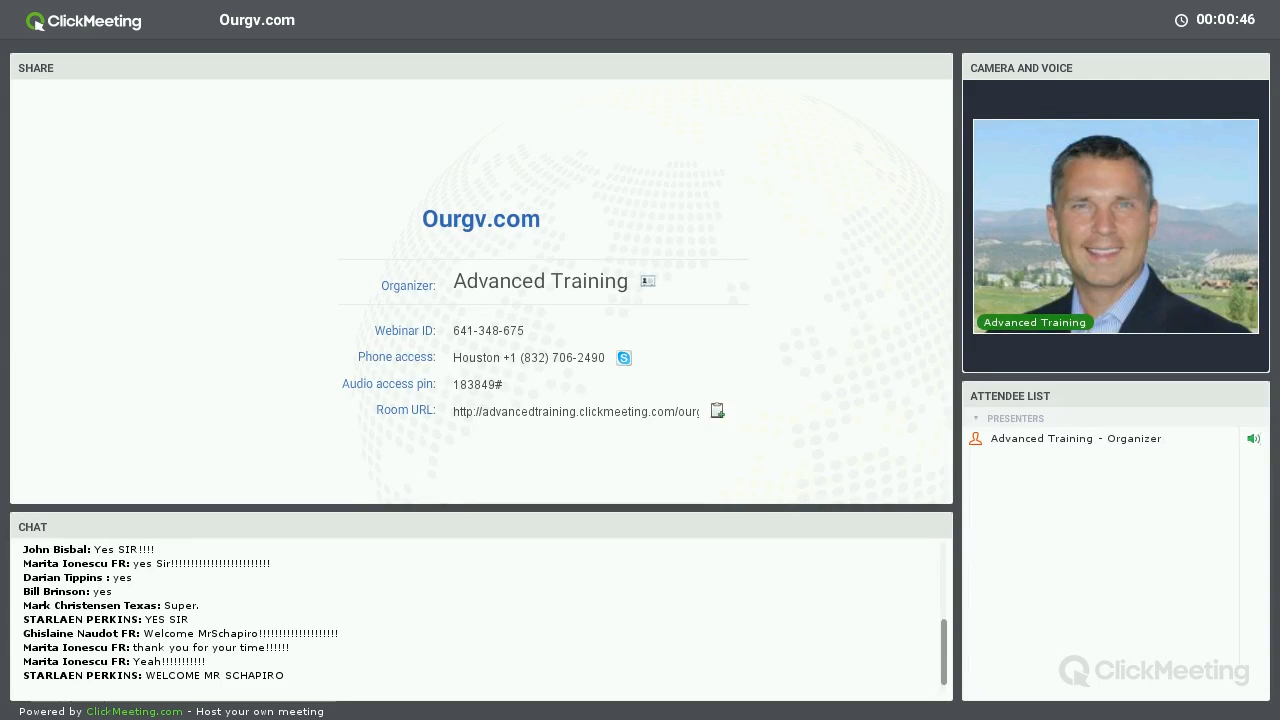 ClickMeeting
Ourgv.com
00:00:46
SHARE
Ourgv.com
Organizer: Advanced Training
Webinar ID: 641-348-675
Phone access: Houston +1 (832) 706-2490
Audio access pin: 183849#
Room URL: http://advancedtraining.clickmeeting.com/ourg
CAMERA AND VOICE
Advanced Training
ATTENDEE LIST
PRESENTERS
Advanced Training - Organizer
ClickMeeting
CHAT
John Bisbal: Yes SIR!!!!
Marita Ionescu FR: yes Sir!!!!!!!!!!!!!!!!!!!!!!!!!
Darian Tippins : yes
Bill Brinson: yes
Mark Christensen Texas: Super.
STARLAEN PERKINS: YES SIR
Ghislaine Naudot FR: Welcome MrSchapiro!!!!!!!!!!!!!!!!!!!!
Marita Ionescu FR: thank you for your time!!!!!!
Marita Ionescu FR: Yeah!!!!!!!!!!!
STARLAEN PERKINS: WELCOME MR SCHAPIRO
Powered by ClickMeeting.com - Host your own meeting